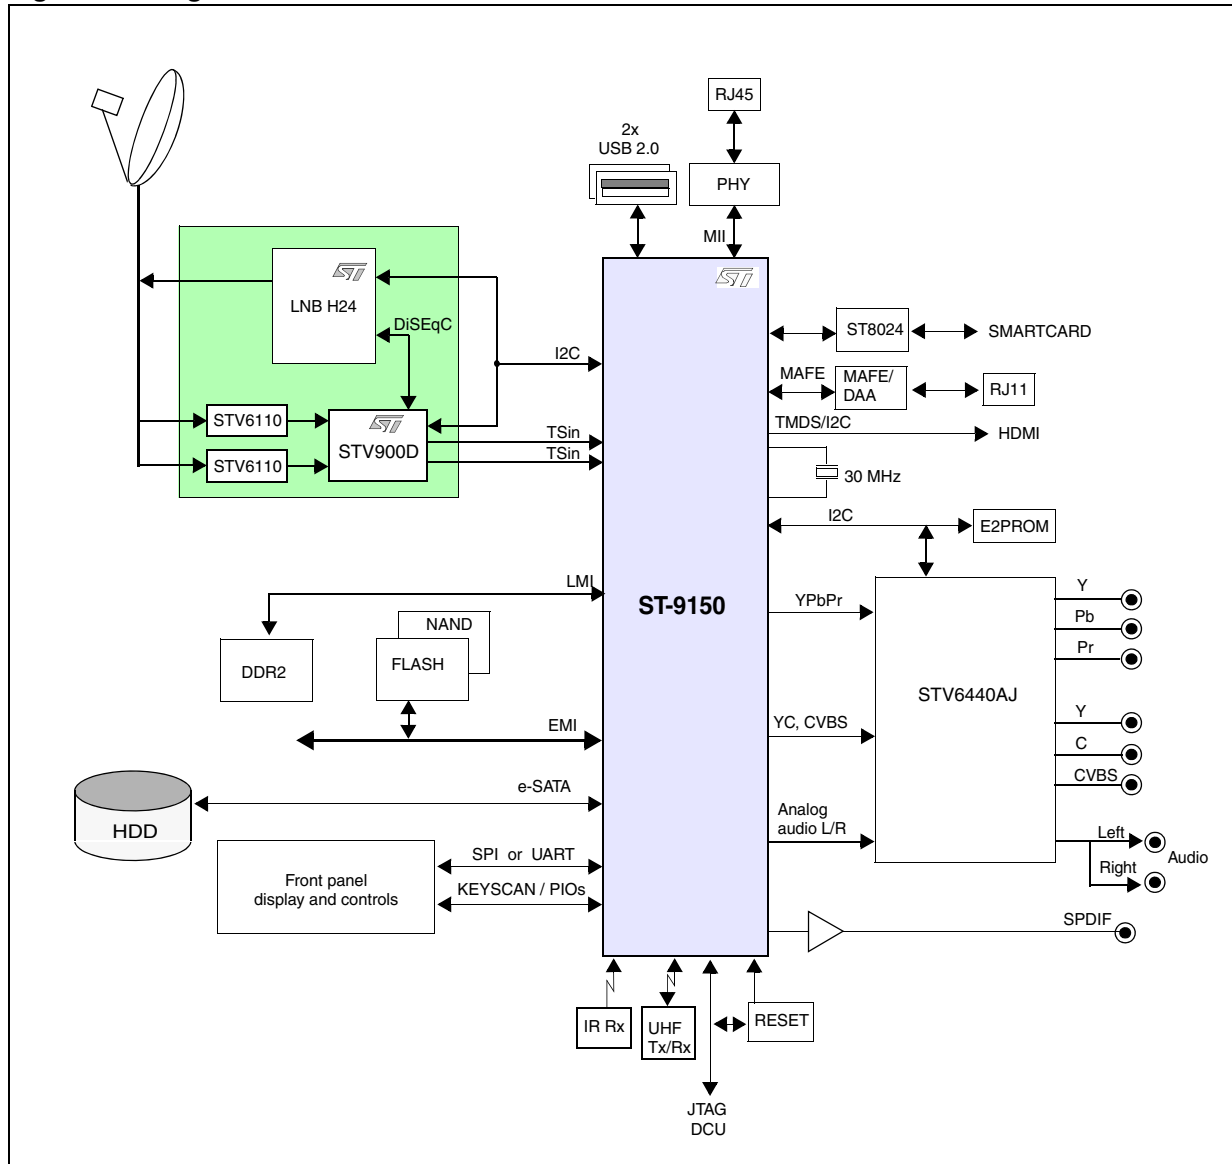 RJ45
2x
USB 2.0
PHY
MII
ST
LNB H24
DiSEqC
I2C
STV6110
STV6110
ST
STV900D
TSin
TSin
ST
ST-9150
ST8024
SMARTCARD
MAFE
MAFE/
DAA
RJ11
TMDS/I2C
HDMI
30 MHz
I2C
E2PROM
LMI
DDR2
NAND
FLASH
EMI
YPbPr
STV6440AJ
Y
Pb
Pr
YC, CVBS
Y
C
CVBS
e-SATA
HDD
Analog
audio L/R
Left
Right
Audio
SPI or UART
KEYSCAN / PIOs
Front panel
display and controls
SPDIF
IR Rx
UHF
Tx/Rx
RESET
JTAG
DCU